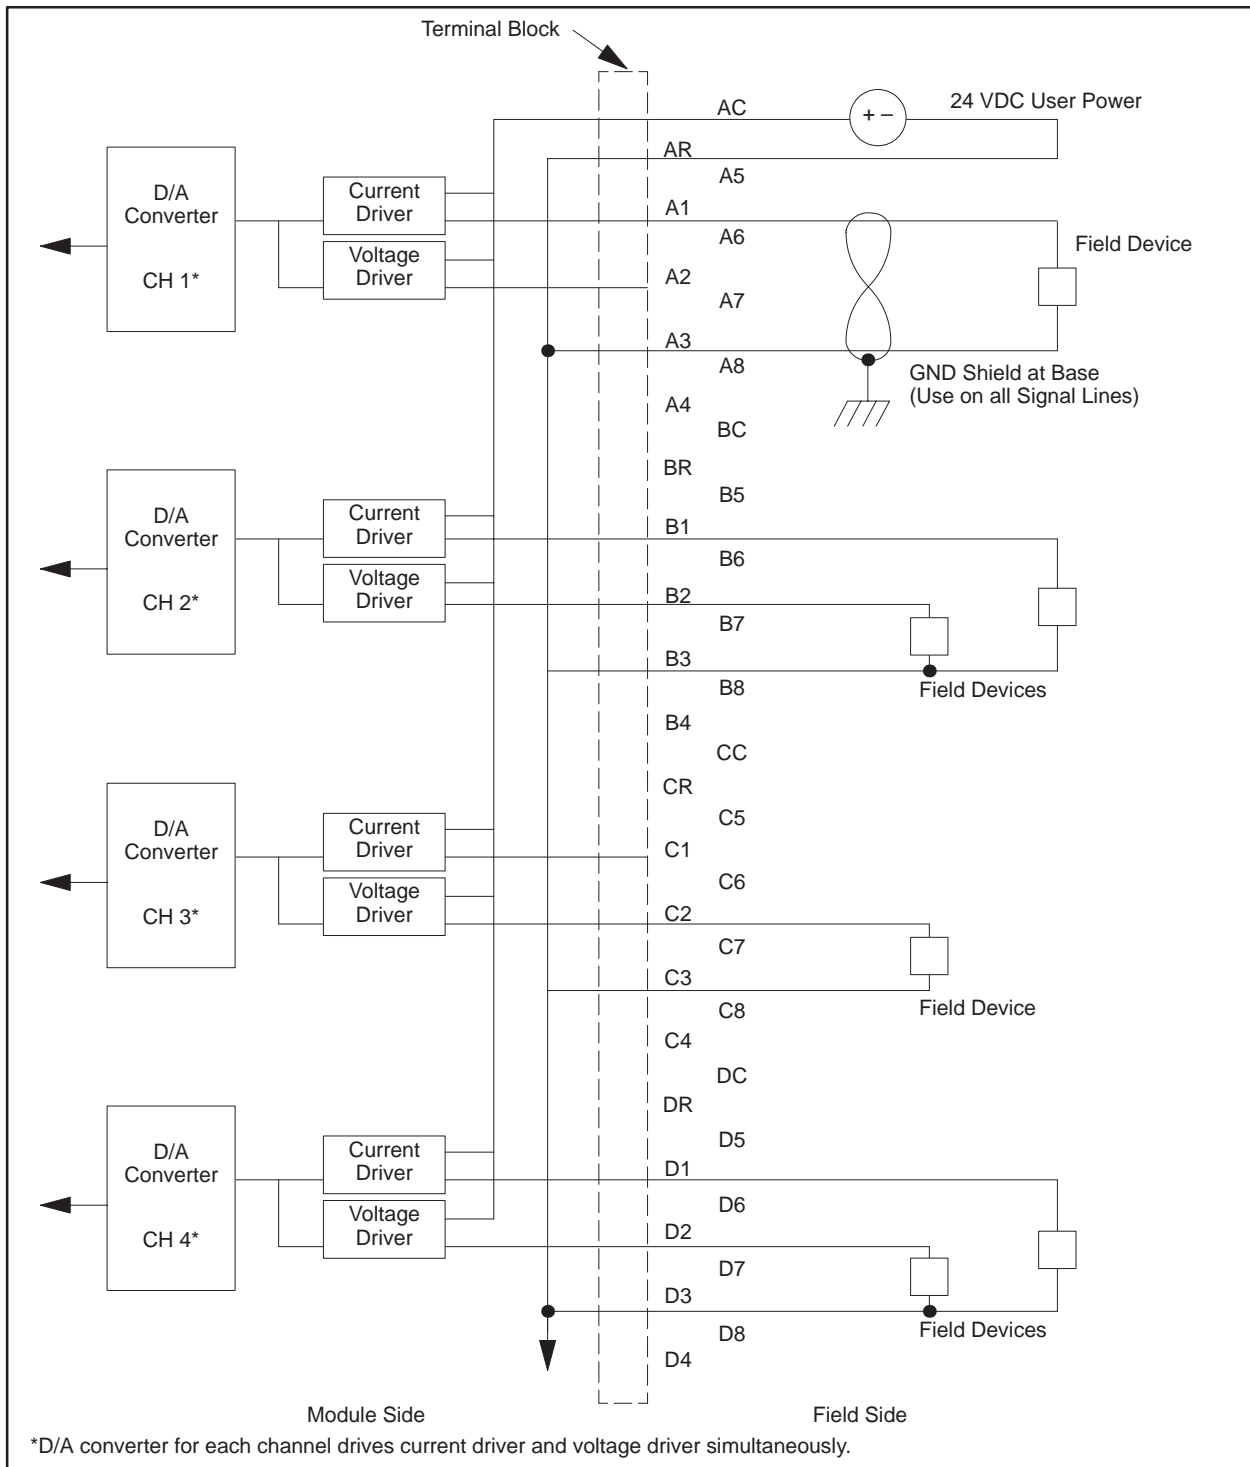 Terminal Block
AC
24 VDC User Power
+ –
AR
A5
D/A
Converter
CH 1*
Current
Driver
Voltage
Driver
A1
A6
Field Device
A2
A7
A3
A8
GND Shield at Base
(Use on all Signal Lines)
A4
BC
BR
B5
D/A
Converter
CH 2*
Current
Driver
Voltage
Driver
B1
B6
B2
B7
B3
B8
Field Devices
B4
CC
CR
C5
D/A
Converter
CH 3*
Current
Driver
Voltage
Driver
C1
C6
C2
C7
C3
C8
Field Device
C4
DC
DR
D5
D/A
Converter
CH 4*
Current
Driver
Voltage
Driver
D1
D6
D2
D7
D3
D8
Field Devices
D4
Module Side
Field Side
*D/A converter for each channel drives current driver and voltage driver simultaneously.